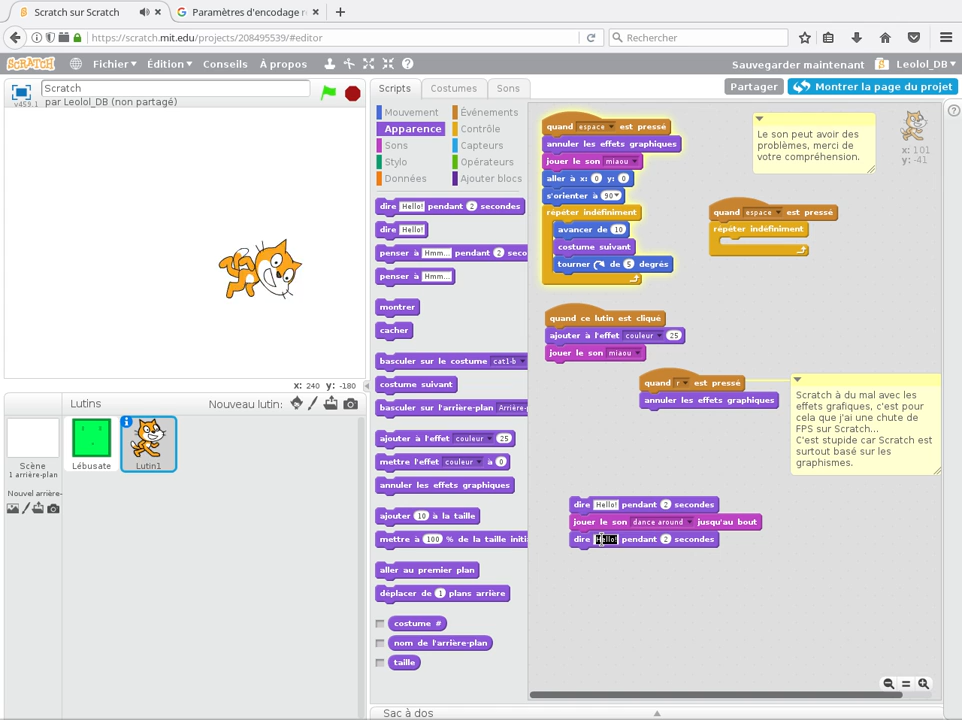 Scratch sur Scratch
Paramètres d'encodage r
https://scratch.mit.edu/projects/208495539/#editor
Rechercher
SCRATCH
Fichier
Édition
Conseils
À propos
Sauvegarder maintenant
Leolol_DB
Scratch
par Leolol_DB (non partagé)
v459.1
Scripts
Costumes
Sons
Partager
Montrer la page du projet
Mouvement
Événements
Apparence
Contrôle
Sons
Capteurs
Stylo
Opérateurs
Données
Ajouter blocs
dire Hello! pendant 2 secondes
dire Hello!
penser à Hmm... pendant 2 seco
penser à Hmm...
montrer
cacher
basculer sur le costume cat1-b
costume suivant
basculer sur l'arrière-plan Arrière-
ajouter à l'effet couleur 25
mettre l'effet couleur à 0
annuler les effets graphiques
ajouter 10 à la taille
mettre à 100 % de la taille initi
aller au premier plan
déplacer de 1 plans arrière
costume #
nom de l'arrière-plan
taille
quand espace est pressé
annuler les effets graphiques
jouer le son miaou
aller à x: 0 y: 0
s'orienter à 90
répéter indéfiniment
avancer de 10
costume suivant
tourner de 5 degrés
quand ce lutin est cliqué
ajouter à l'effet couleur 25
jouer le son miaou
Le son peut avoir des
problèmes, merci de
votre compréhension.
x: 101
y: -41
quand espace est pressé
répéter indéfiniment
quand r est pressé
annuler les effets graphiques
Scratch à du mal avec les
effets grafiques, c'est pour
cela que j'ai une chute de
FPS sur Scratch...
C'est stupide car Scratch est
surtout basé sur les
graphismes.
dire Hello! pendant 2 secondes
jouer le son dance around jusqu'au bout
dire Hello! pendant 2 secondes
x: 240 y: -180
Lutins
Nouveau lutin:
Scène
1 arrière-plan
Nouvel arrière-
Lébusate
Lutin1
Sac à dos